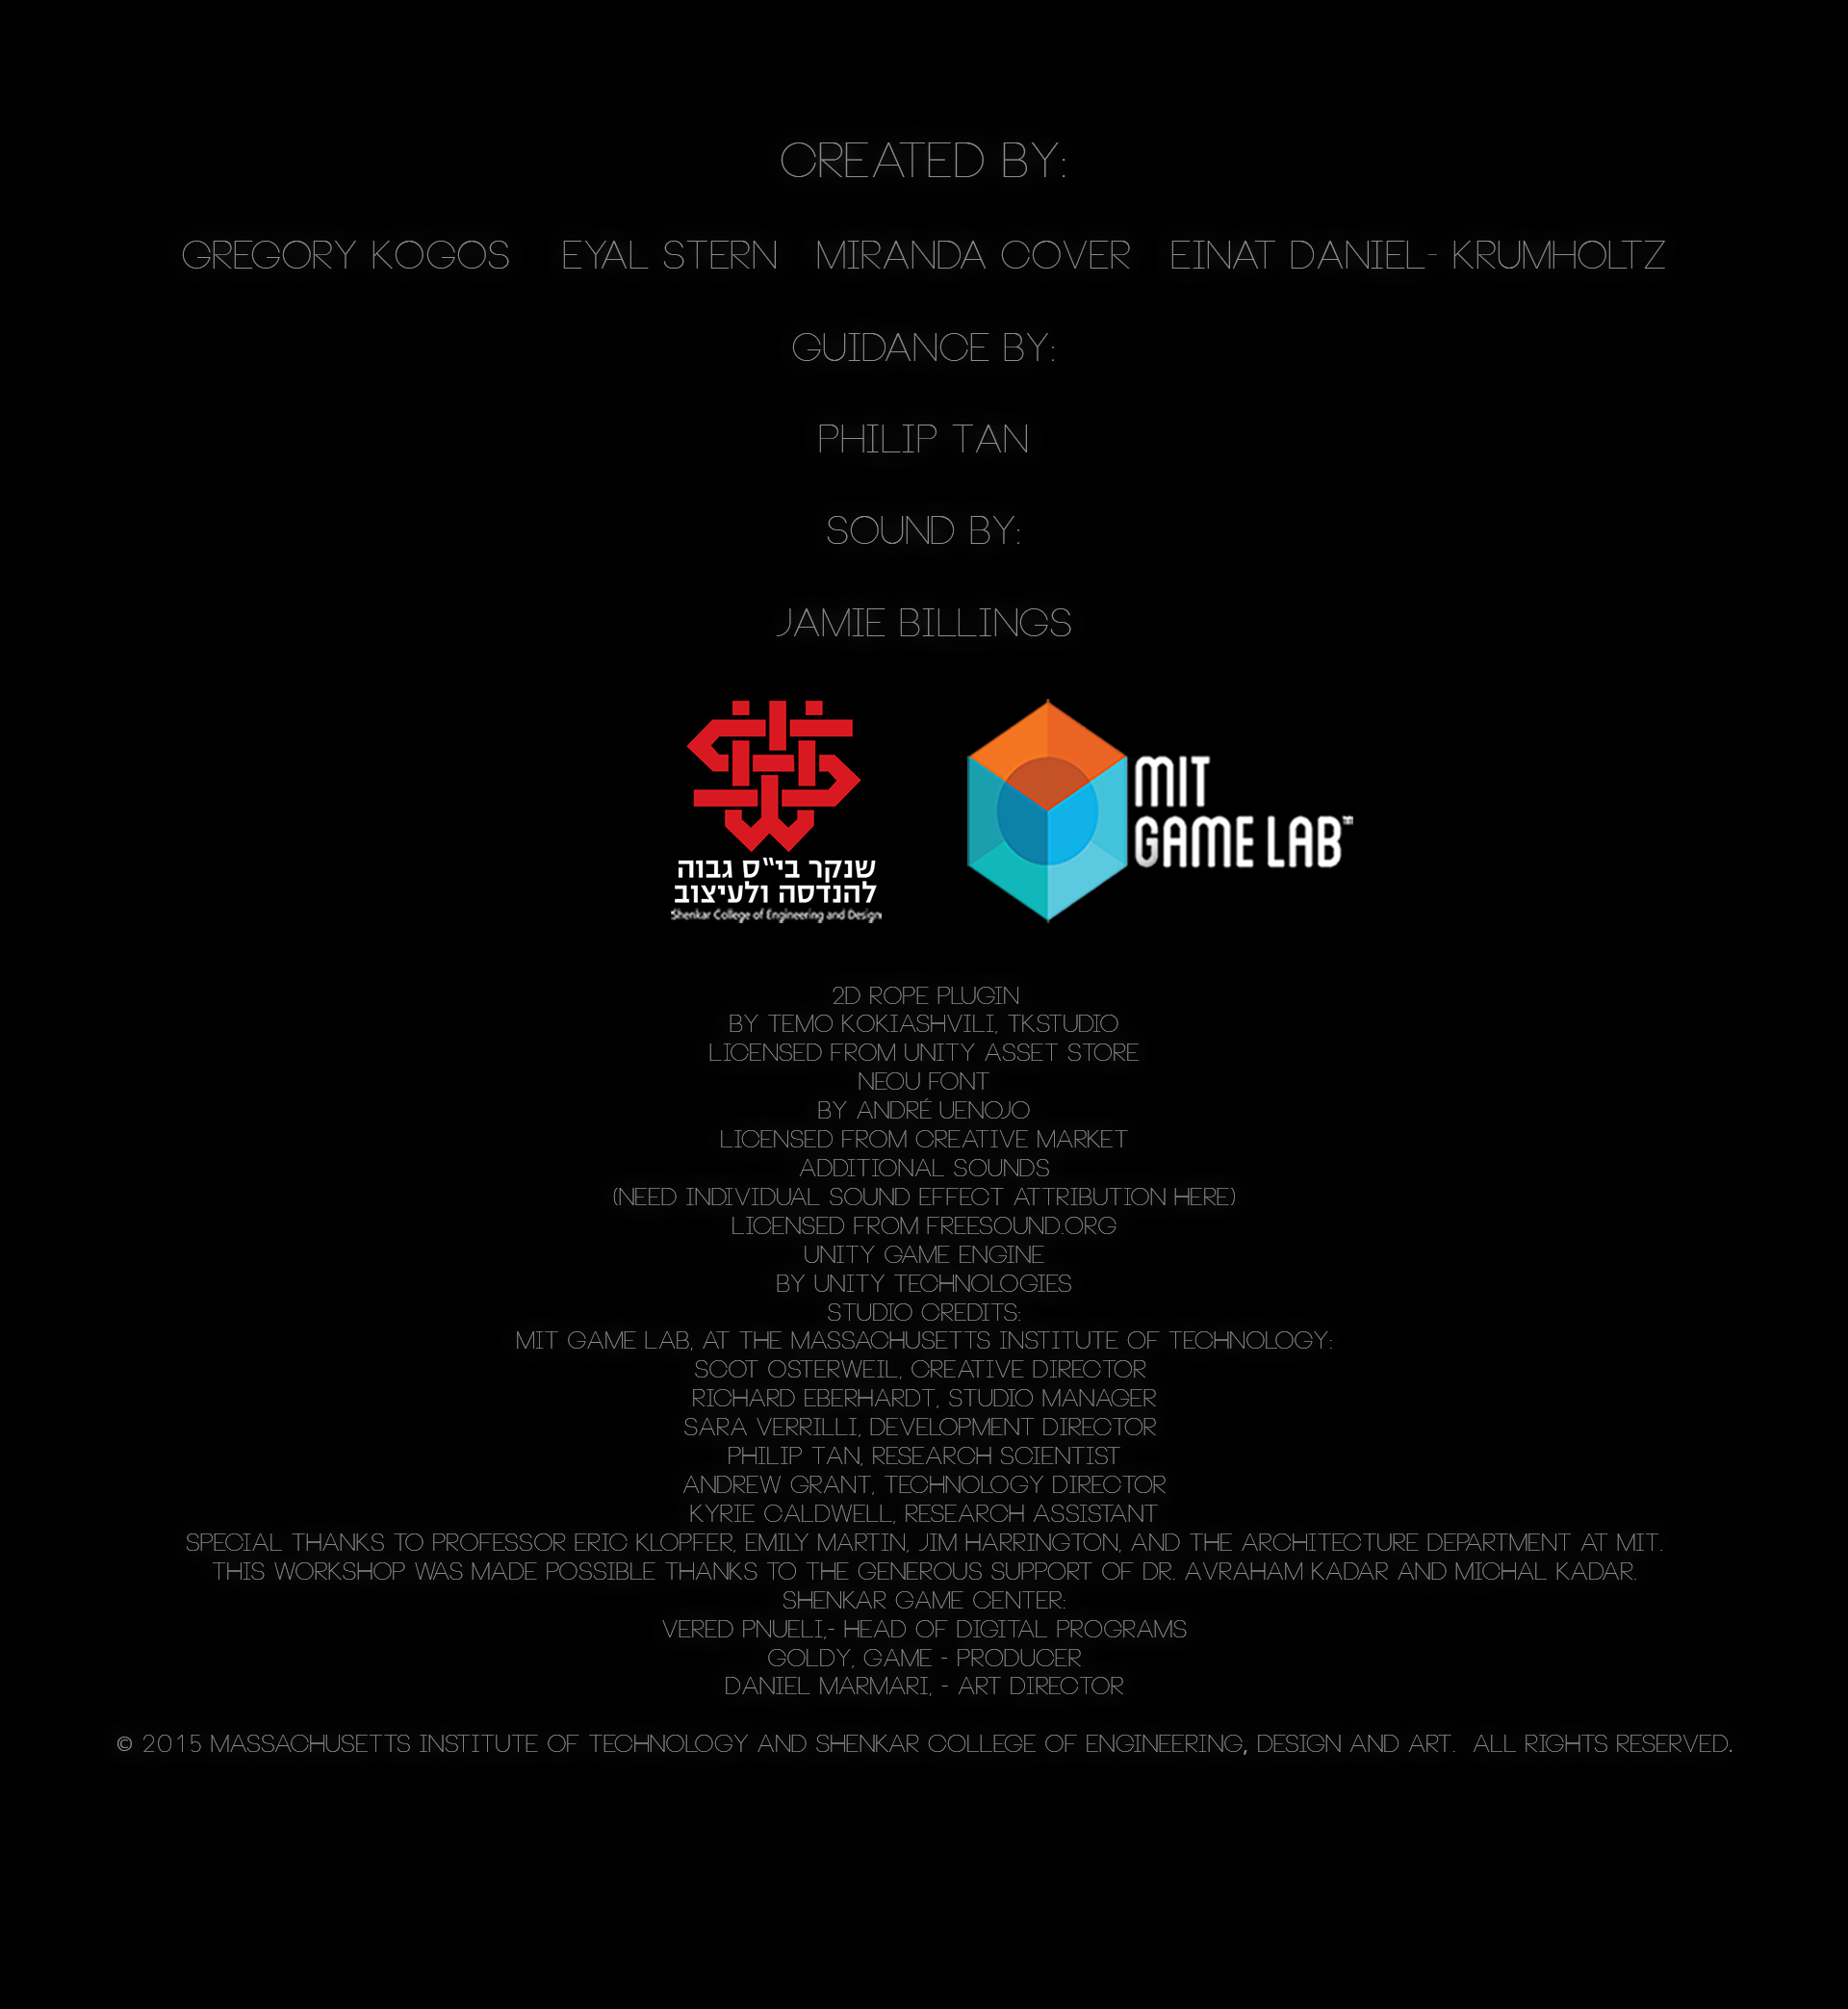 CREATED BY:
GREGORY KOGOS EYAL STERN MIRANDA COVER EINAT DANIEL- KRUMHOLTZ
GUIDANCE BY:
PHILIP TAN
SOUND BY:
JAMIE BILLINGS
שנקר בי"ס גבוה
להנדסה ולעיצוב
Shenkar College of Engineering and Design
MIT
GAME LAB™
2D ROPE PLUGIN
BY TEMO KOKIASHVILI, TKSTUDIO
LICENSED FROM UNITY ASSET STORE
NEOU FONT
BY ANDRÉ UENOJO
LICENSED FROM CREATIVE MARKET
ADDITIONAL SOUNDS
(NEED INDIVIDUAL SOUND EFFECT ATTRIBUTION HERE)
LICENSED FROM FREESOUND.ORG
UNITY GAME ENGINE
BY UNITY TECHNOLOGIES
STUDIO CREDITS:
MIT GAME LAB, AT THE MASSACHUSETTS INSTITUTE OF TECHNOLOGY:
SCOT OSTERWEIL, CREATIVE DIRECTOR
RICHARD EBERHARDT, STUDIO MANAGER
SARA VERRILLI, DEVELOPMENT DIRECTOR
PHILIP TAN, RESEARCH SCIENTIST
ANDREW GRANT, TECHNOLOGY DIRECTOR
KYRIE CALDWELL, RESEARCH ASSISTANT
SPECIAL THANKS TO PROFESSOR ERIC KLOPFER, EMILY MARTIN, JIM HARRINGTON, AND THE ARCHITECTURE DEPARTMENT AT MIT.
THIS WORKSHOP WAS MADE POSSIBLE THANKS TO THE GENEROUS SUPPORT OF DR. AVRAHAM KADAR AND MICHAL KADAR.
SHENKAR GAME CENTER:
VERED PNUELI,- HEAD OF DIGITAL PROGRAMS
GOLDY, GAME - PRODUCER
DANIEL MARMARI, - ART DIRECTOR
© 2015 MASSACHUSETTS INSTITUTE OF TECHNOLOGY AND SHENKAR COLLEGE OF ENGINEERING, DESIGN AND ART. ALL RIGHTS RESERVED.